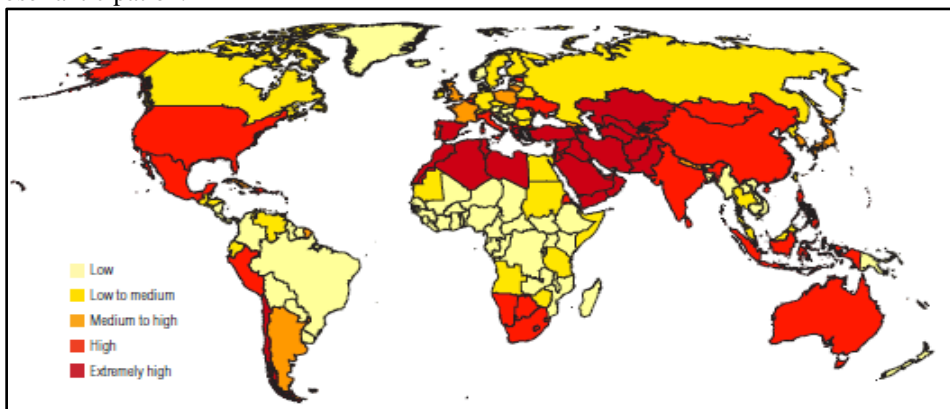 Low
Low to medium
Medium to high
High
Extremely high